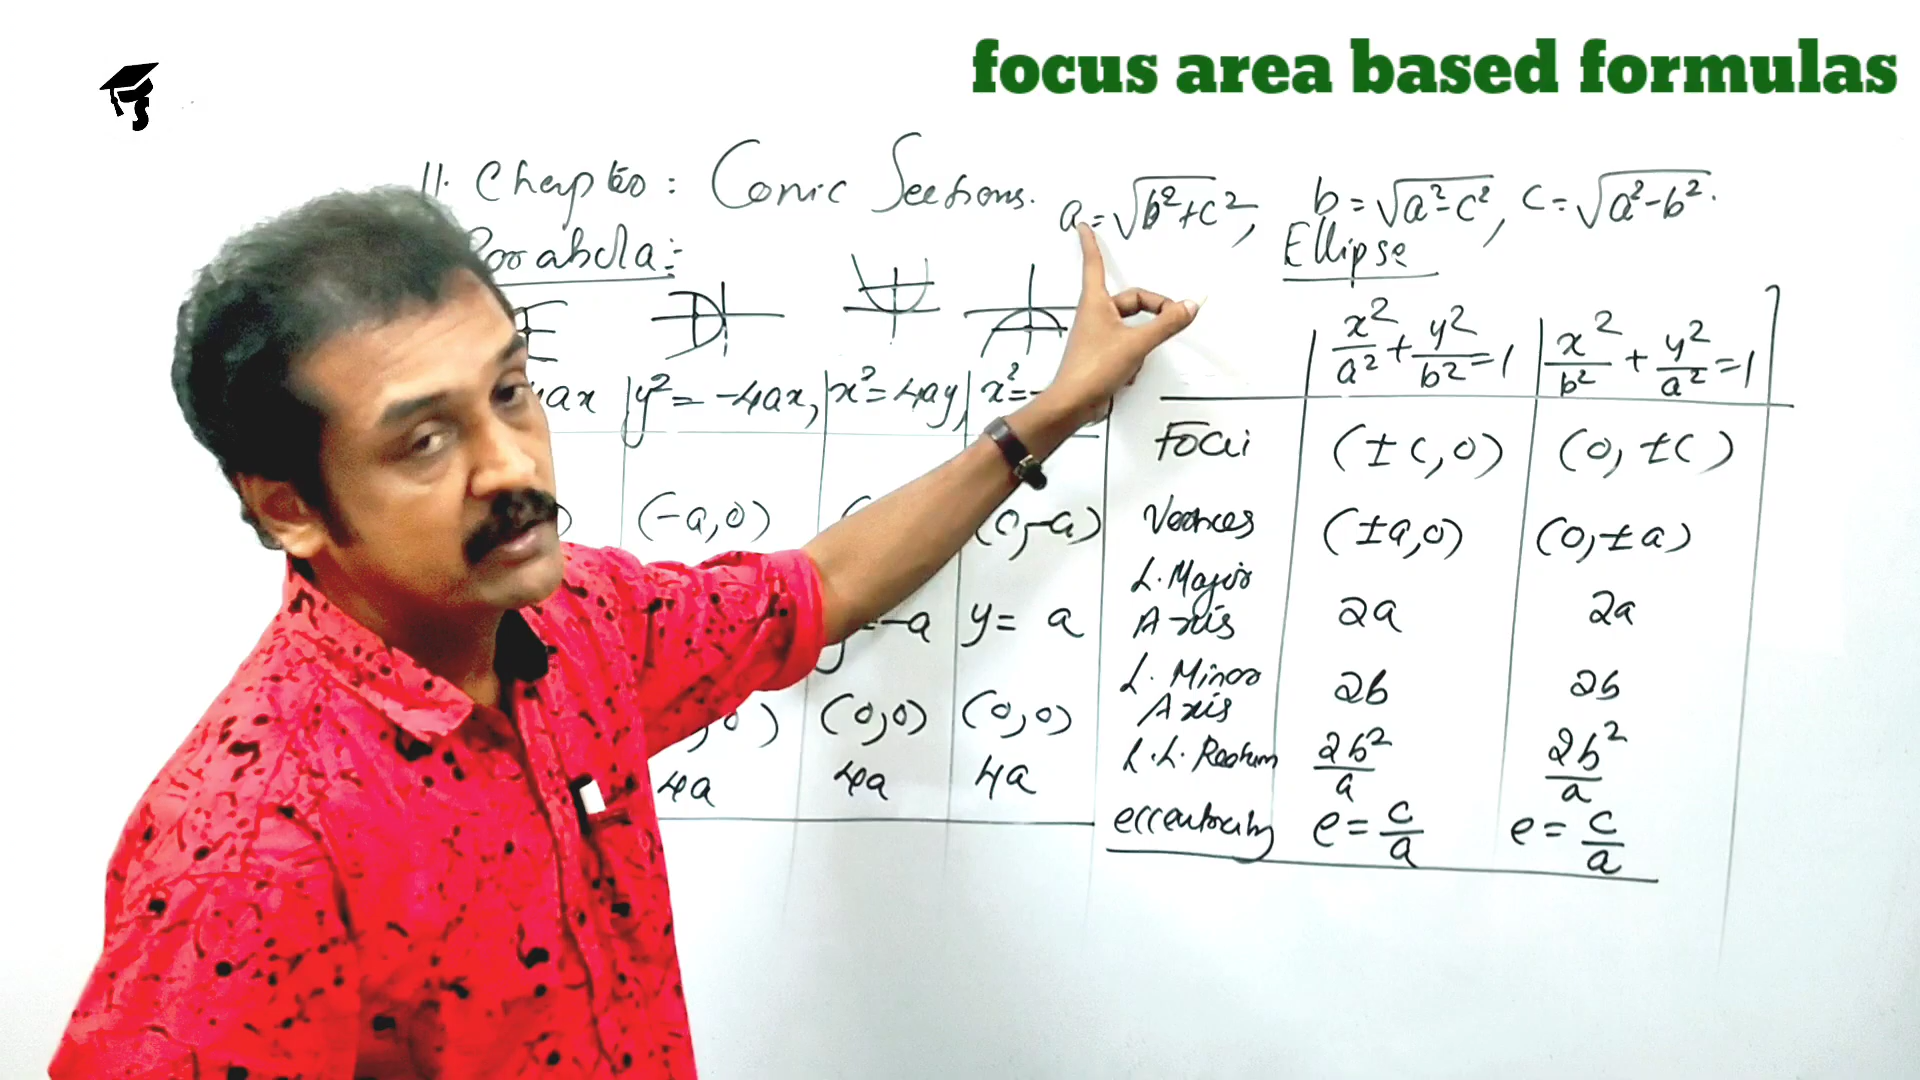 focus area based formulas
11. Chapter: Conic Sections.
a=√b²+c², b=√a²-c², c=√a²-b².
Parabola:-
Ellipse
4ax | y²=-4ax, | x²=4ay, | x²=-
(-a,0) (0,-a)
=-a y= a
,0) (0,0) (0,0)
4a 4a 4a
x²/a² + y²/b² =1 | x²/b² + y²/a² =1
Foci (±c,0) (0,±c)
Vertices (±a,0) (0,±a)
L. Major
Axis 2a 2a
L. Minor
Axis 2b 2b
L.L. Rectum 2b²/a 2b²/a
eccentricity e=c/a e=c/a